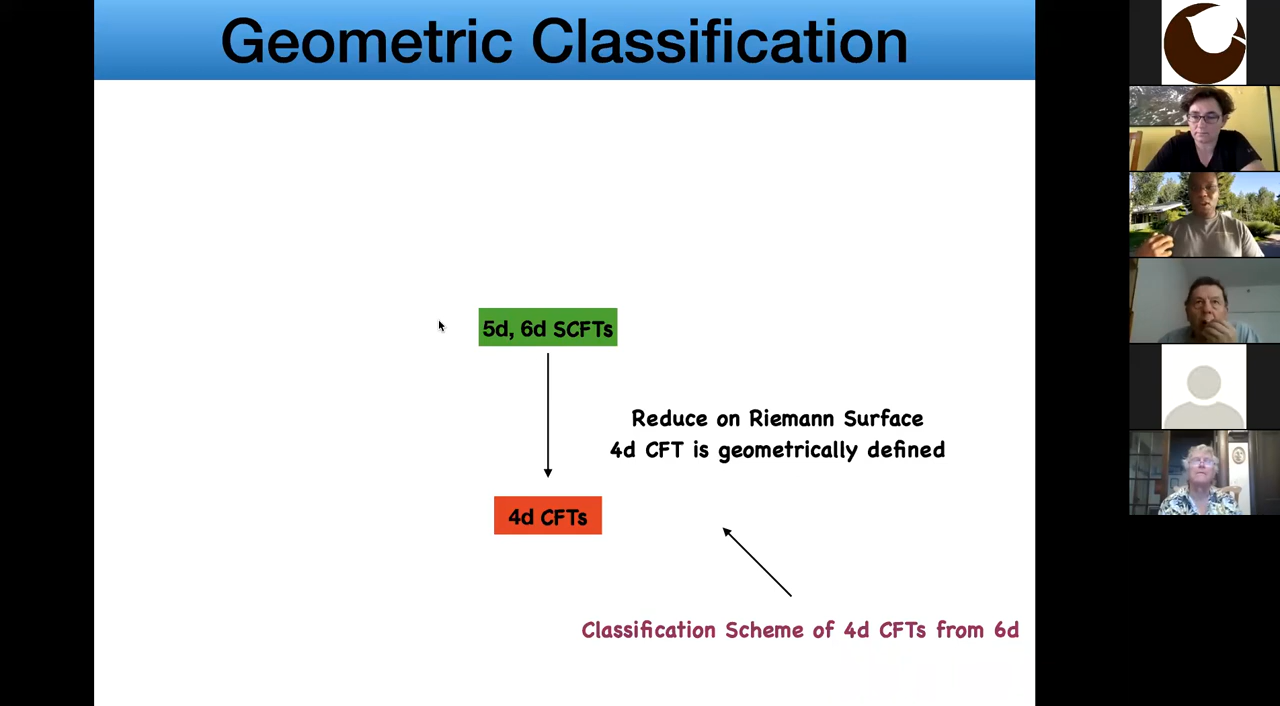 Geometric Classification
5d, 6d SCFTs
Reduce on Riemann Surface
4d CFT is geometrically defined
4d CFTs
Classification Scheme of 4d CFTs from 6d